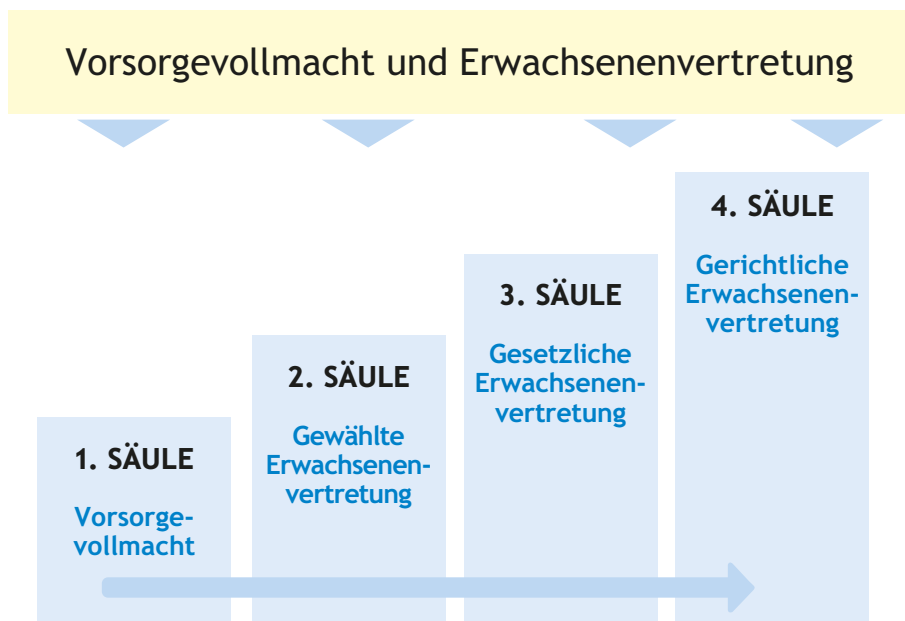 Vorsorgevollmacht und Erwachsenenvertretung
1. SÄULE
Vorsorge-
vollmacht
2. SÄULE
Gewählte
Erwachsenen-
vertretung
3. SÄULE
Gesetzliche
Erwachsenen-
vertretung
4. SÄULE
Gerichtliche
Erwachsenen-
vertretung